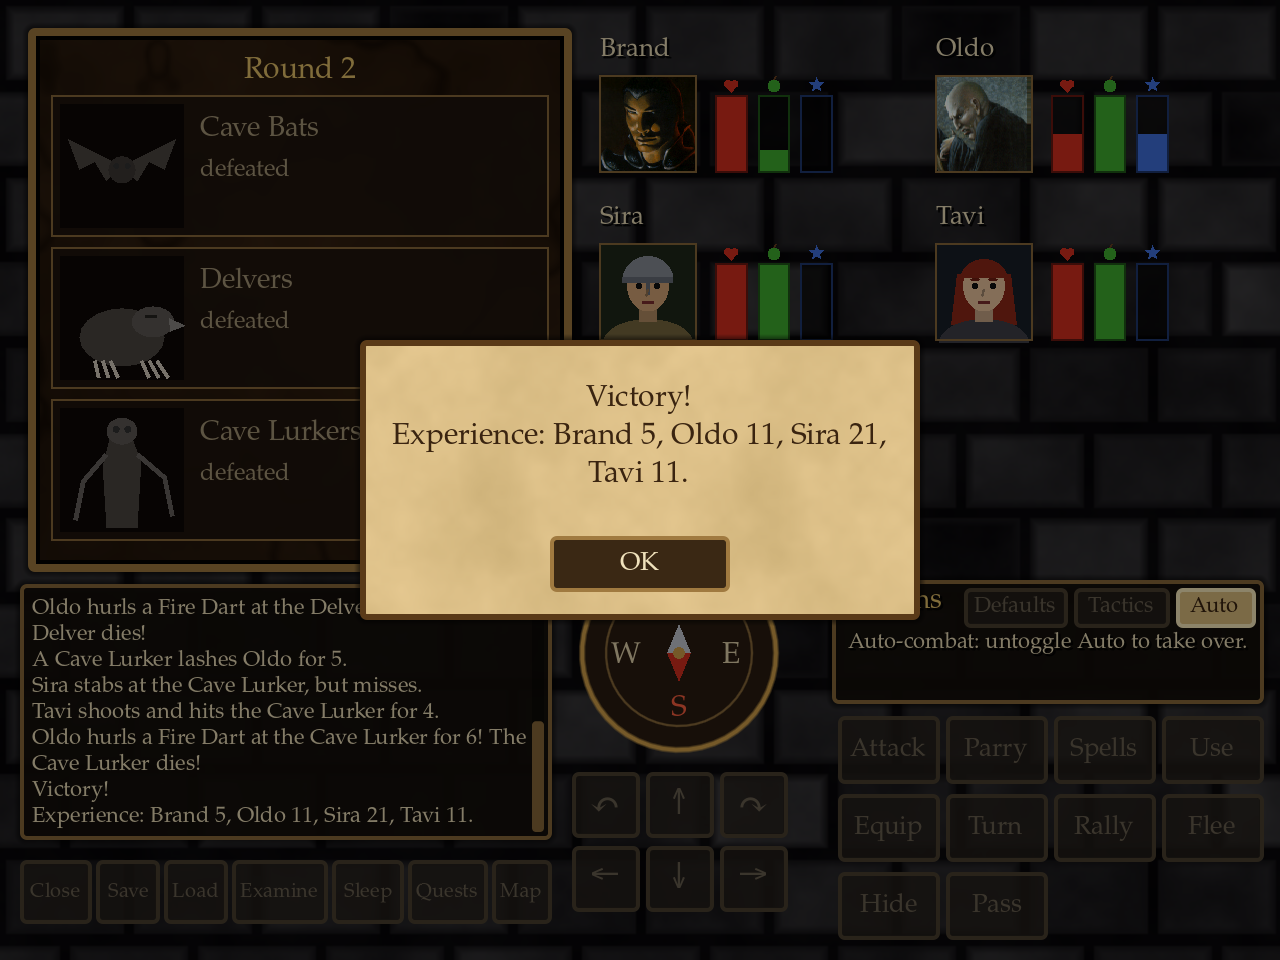 Round 2
Cave Bats
defeated
Delvers
defeated
Cave Lurkers
defeated
Brand
Oldo
Sira
Tavi
Victory!
Experience: Brand 5, Oldo 11, Sira 21,
Tavi 11.
OK
Oldo hurls a Fire Dart at the
Delver dies!
A Cave Lurker lashes Oldo for 5.
Sira stabs at the Cave Lurker, but misses.
Tavi shoots and hits the Cave Lurker for 4.
Oldo hurls a Fire Dart at the Cave Lurker for 6! The
Cave Lurker dies!
Victory!
Experience: Brand 5, Oldo 11, Sira 21, Tavi 11.
W
E
S
Defaults
Tactics
Auto
Auto-combat: untoggle Auto to take over.
Attack
Parry
Spells
Use
Equip
Turn
Rally
Flee
Hide
Pass
Close
Save
Load
Examine
Sleep
Quests
Map